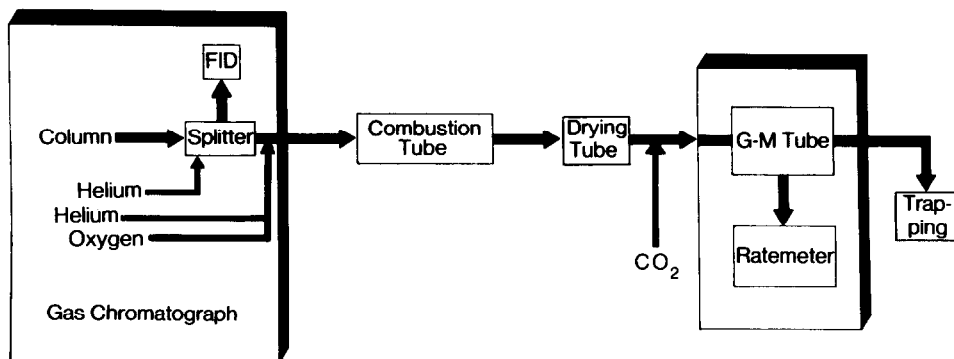 FID
Column
Splitter
Helium
Helium
Oxygen
Gas Chromatograph
Combustion
Tube
Drying
Tube
CO₂
G-M Tube
Ratemeter
Trap-
ping